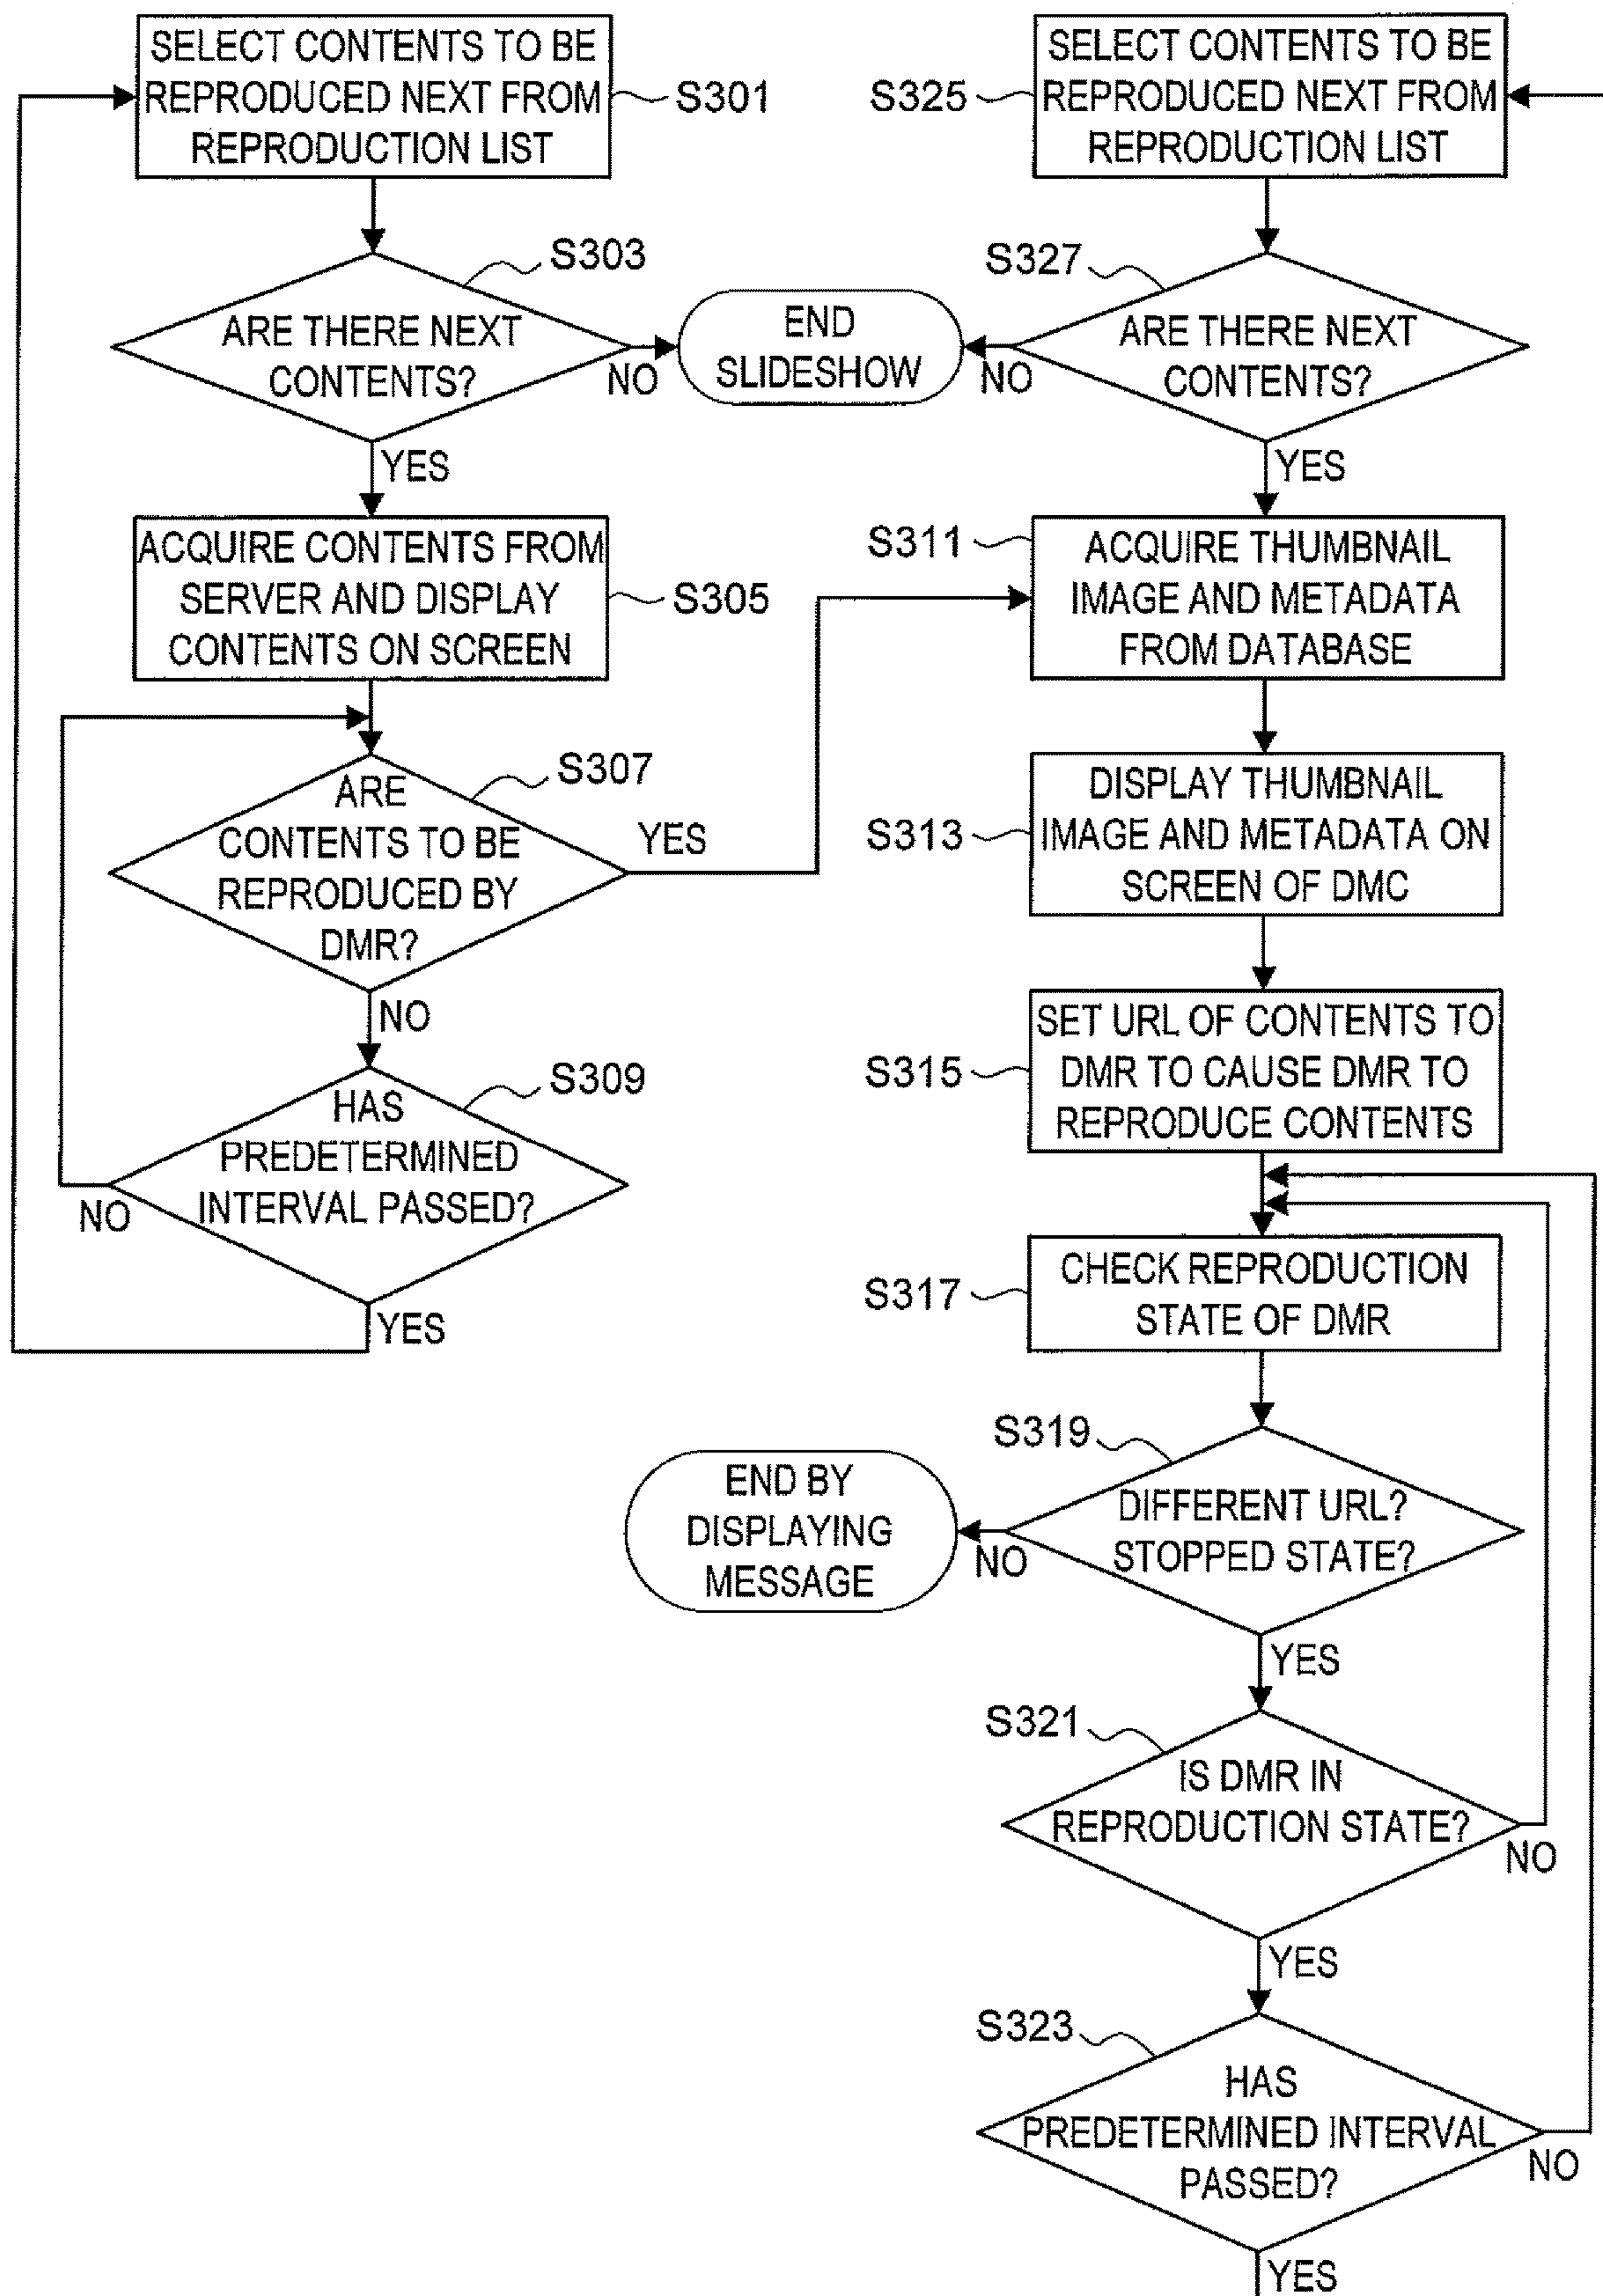 SELECT CONTENTS TO BE
REPRODUCED NEXT FROM
REPRODUCTION LIST
S301
S303
ARE THERE NEXT
CONTENTS?
NO
YES
END
SLIDESHOW
ACQUIRE CONTENTS FROM
SERVER AND DISPLAY
CONTENTS ON SCREEN
S305
S307
ARE
CONTENTS TO BE
REPRODUCED BY
DMR?
YES
NO
S309
HAS
PREDETERMINED
INTERVAL PASSED?
NO
YES
SELECT CONTENTS TO BE
REPRODUCED NEXT FROM
REPRODUCTION LIST
S325
S327
ARE THERE NEXT
CONTENTS?
NO
YES
S311
ACQUIRE THUMBNAIL
IMAGE AND METADATA
FROM DATABASE
S313
DISPLAY THUMBNAIL
IMAGE AND METADATA ON
SCREEN OF DMC
S315
SET URL OF CONTENTS TO
DMR TO CAUSE DMR TO
REPRODUCE CONTENTS
S317
CHECK REPRODUCTION
STATE OF DMR
S319
DIFFERENT URL?
STOPPED STATE?
NO
END BY
DISPLAYING
MESSAGE
YES
S321
IS DMR IN
REPRODUCTION STATE?
NO
YES
S323
HAS
PREDETERMINED INTERVAL
PASSED?
NO
YES